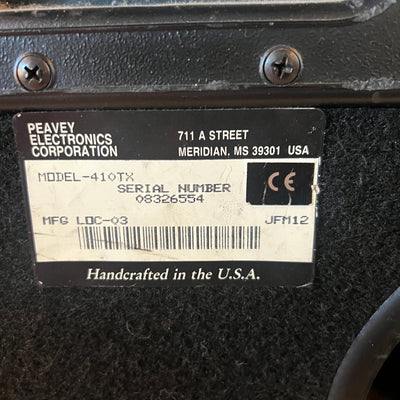 PEAVEY
ELECTRONICS
CORPORATION
711 A STREET
MERIDIAN, MS 39301 USA
MODEL-410TX
SERIAL NUMBER
08326554
CE
MFG LOC-03
JFM12
Handcrafted in the U.S.A.